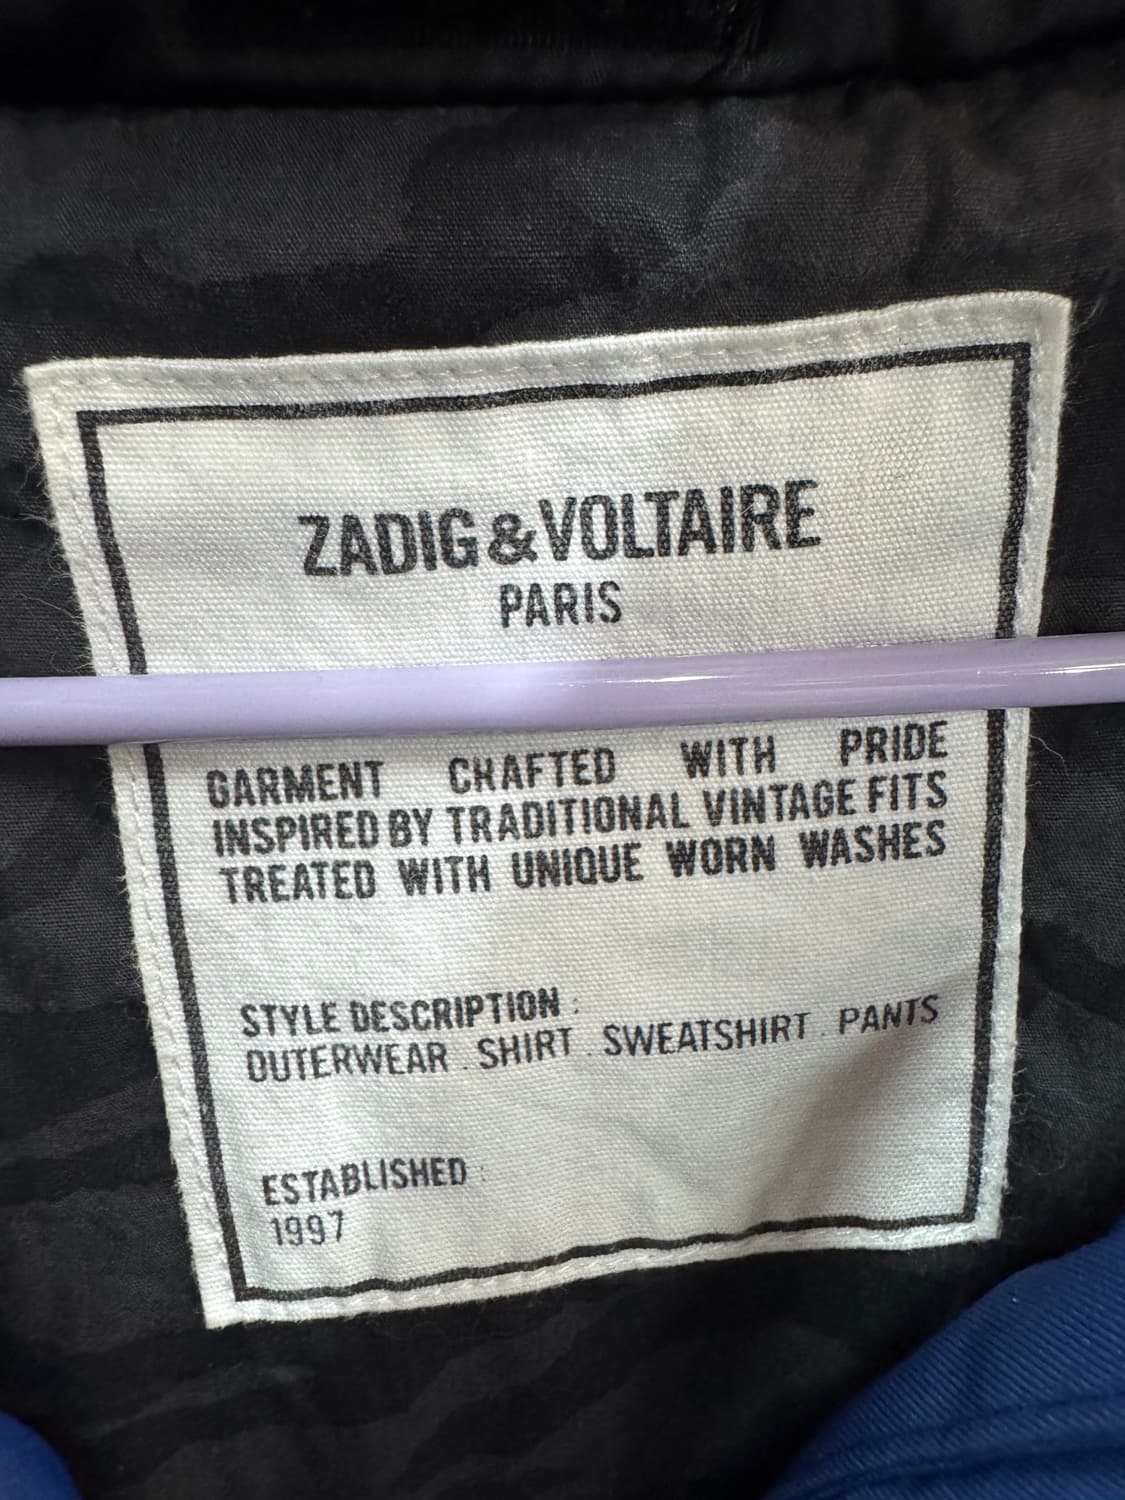 ZADIG&VOLTAIRE
PARIS
GARMENT CRAFTED WITH PRIDE
INSPIRED BY TRADITIONAL VINTAGE FITS
TREATED WITH UNIQUE WORN WASHES
STYLE DESCRIPTION :
OUTERWEAR . SHIRT . SWEATSHIRT . PANTS
ESTABLISHED :
1997